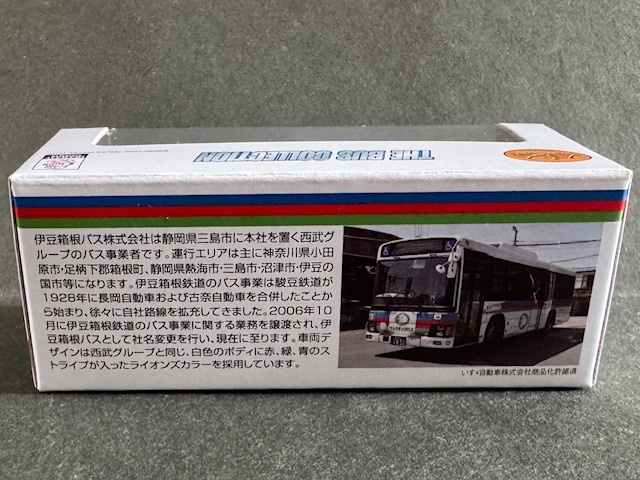 THE BUS COLLECTION
伊豆箱根バス株式会社は静岡県三島市に本社を置く西武グ
ループのバス事業者です。運行エリアは主に神奈川県小田
原市・足柄下郡箱根町、静岡県熱海市・三島市・沼津市・伊豆の
国市等になります。伊豆箱根鉄道のバス事業は駿豆鉄道が
1928年に長岡自動車および古奈自動車を合併したことか
ら始まり、徐々に自社路線を拡充してきました。2006年10
月に伊豆箱根鉄道のバス事業に関する業務を譲渡され、伊
豆箱根バスとして社名変更を行い、現在に至ります。車両
デザインは西武グループと同じ、白色のボディに赤、緑、青のス
トライプが入ったライオンズカラーを採用しています。
いすゞ自動車株式会社商品化許諾済